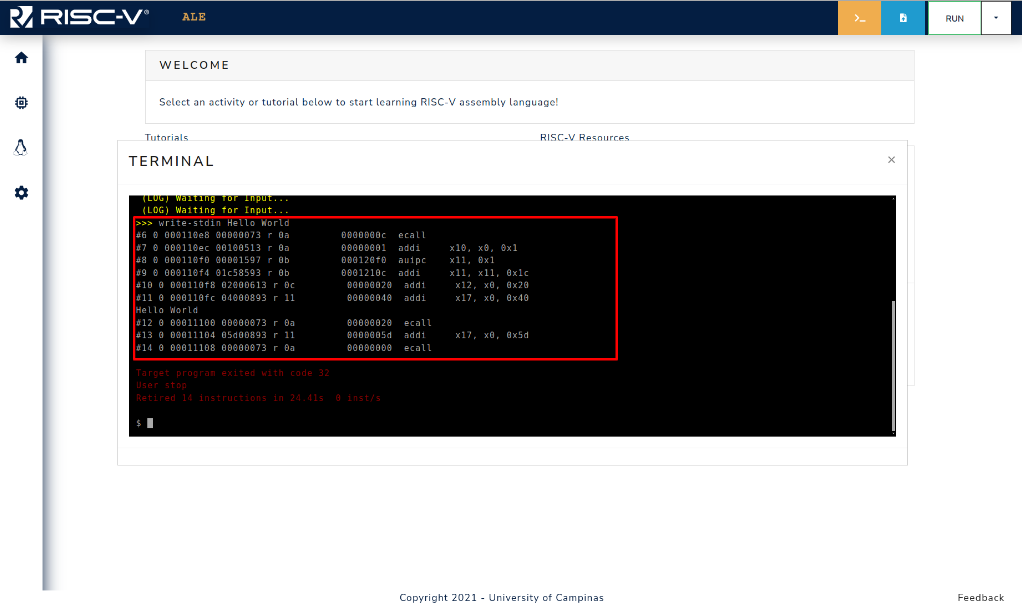 RISC-V® ALE >_ RUN
WELCOME
Select an activity or tutorial below to start learning RISC-V assembly language!
Tutorials RISC-V Resources
TERMINAL ×
(LOG) Waiting for Input...
(LOG) Waiting for Input...
>>> write-stdin Hello World
#6 0 000110e8 00000073 r 0a 0000000c ecall
#7 0 000110ec 00100513 r 0a 00000001 addi x10, x0, 0x1
#8 0 000110f0 00001597 r 0b 000120f0 auipc x11, 0x1
#9 0 000110f4 01c58593 r 0b 0001210c addi x11, x11, 0x1c
#10 0 000110f8 02000613 r 0c 00000020 addi x12, x0, 0x20
#11 0 000110fc 04000893 r 11 00000040 addi x17, x0, 0x40
Hello World
#12 0 00011100 00000073 r 0a 00000020 ecall
#13 0 00011104 05d00893 r 11 0000005d addi x17, x0, 0x5d
#14 0 00011108 00000073 r 0a 00000000 ecall
Target program exited with code 32
User stop
Retired 14 instructions in 24.41s 0 inst/s
$
Copyright 2021 - University of Campinas Feedback